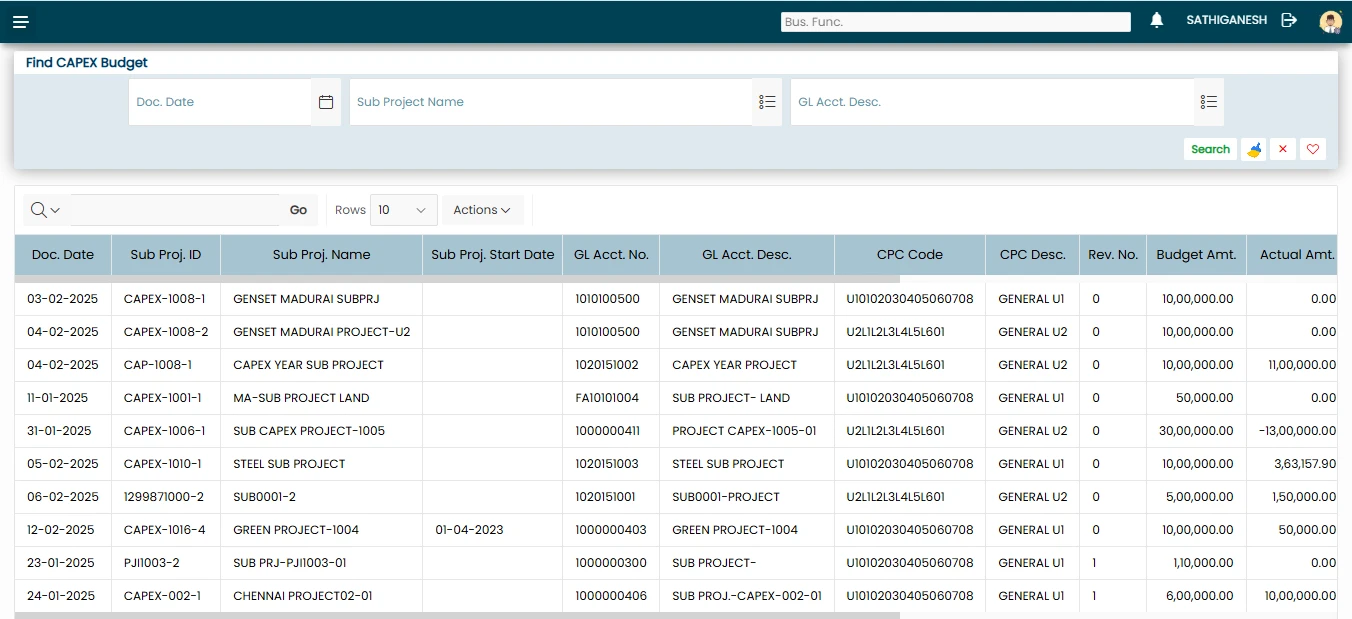 Bus. Func. SATHIGANESH
Find CAPEX Budget
Doc. Date Sub Project Name GL Acct. Desc.
Search
Go Rows 10 Actions
Doc. Date Sub Proj. ID Sub Proj. Name Sub Proj. Start Date GL Acct. No. GL Acct. Desc. CPC Code CPC Desc. Rev. No. Budget Amt. Actual Amt.
03-02-2025 CAPEX-1008-1 GENSET MADURAI SUBPRJ 1010100500 GENSET MADURAI SUBPRJ U10102030405060708 GENERAL U1 0 10,00,000.00 0.00
04-02-2025 CAPEX-1008-2 GENSET MADURAI PROJECT-U2 1010100500 GENSET MADURAI SUBPRJ U2L1L2L3L4L5L601 GENERAL U2 0 10,00,000.00 0.00
04-02-2025 CAP-1008-1 CAPEX YEAR SUB PROJECT 1020151002 CAPEX YEAR PROJECT U2L1L2L3L4L5L601 GENERAL U2 0 10,00,000.00 11,00,000.00
11-01-2025 CAPEX-1001-1 MA-SUB PROJECT LAND FA10101004 SUB PROJECT- LAND U10102030405060708 GENERAL U1 0 50,000.00 0.00
31-01-2025 CAPEX-1006-1 SUB CAPEX PROJECT-1005 1000000411 PROJECT CAPEX-1005-01 U2L1L2L3L4L5L601 GENERAL U2 0 30,00,000.00 -13,00,000.00
05-02-2025 CAPEX-1010-1 STEEL SUB PROJECT 1020151003 STEEL SUB PROJECT U10102030405060708 GENERAL U1 0 10,00,000.00 3,63,157.90
06-02-2025 1299871000-2 SUB0001-2 1020151001 SUB0001-PROJECT U2L1L2L3L4L5L601 GENERAL U2 0 5,00,000.00 1,50,000.00
12-02-2025 CAPEX-1016-4 GREEN PROJECT-1004 01-04-2023 1000000403 GREEN PROJECT-1004 U10102030405060708 GENERAL U1 0 10,00,000.00 50,000.00
23-01-2025 PJI1003-2 SUB PRJ-PJI1003-01 1000000300 SUB PROJECT- U10102030405060708 GENERAL U1 1 1,10,000.00 0.00
24-01-2025 CAPEX-002-1 CHENNAI PROJECT02-01 1000000406 SUB PROJ.-CAPEX-002-01 U10102030405060708 GENERAL U1 1 6,00,000.00 10,00,000.00